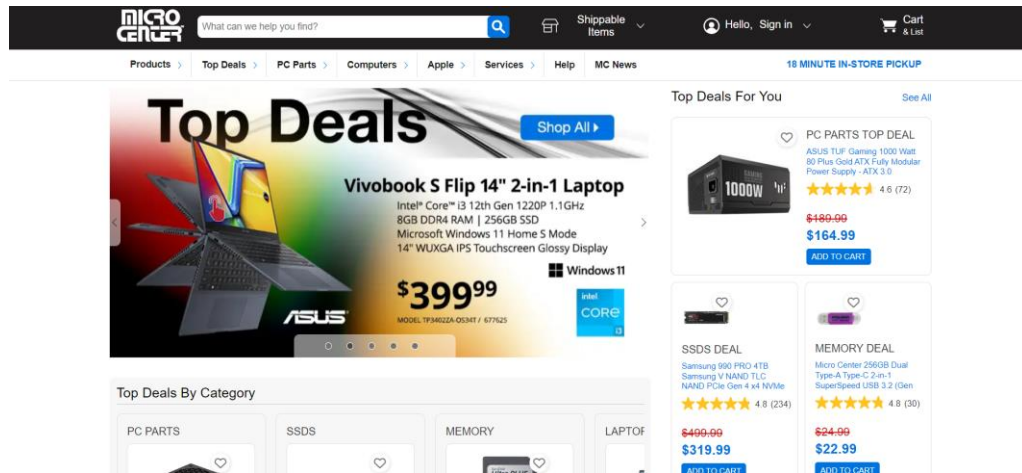 MICRO
CENTER
What can we help you find?
Shippable
Items
Hello, Sign in
Cart
& List
Products
Top Deals
PC Parts
Computers
Apple
Services
Help
MC News
18 MINUTE IN-STORE PICKUP
Top Deals
Shop All
Vivobook S Flip 14" 2-in-1 Laptop
Intel® Core™ i3 12th Gen 1220P 1.1GHz
8GB DDR4 RAM | 256GB SSD
Microsoft Windows 11 Home S Mode
14" WUXGA IPS Touchscreen Glossy Display
Windows 11
$399 99
intel
CORE
i3
ASUS
MODEL TP3402ZA-OS34T / 677625
Top Deals For You
See All
PC PARTS TOP DEAL
ASUS TUF Gaming 1000 Watt
80 Plus Gold ATX Fully Modular
Power Supply - ATX 3.0
4.6 (72)
$189.99
$164.99
ADD TO CART
1000W
SSDS DEAL
Samsung 990 PRO 4TB
Samsung V NAND TLC
NAND PCIe Gen 4 x4 NVMe
4.8 (234)
$499.99
$319.99
ADD TO CART
MEMORY DEAL
Micro Center 256GB Dual
Type-A Type-C 2-in-1
SuperSpeed USB 3.2 (Gen
4.8 (30)
$24.99
$22.99
ADD TO CART
Top Deals By Category
PC PARTS
SSDS
MEMORY
LAPTOP